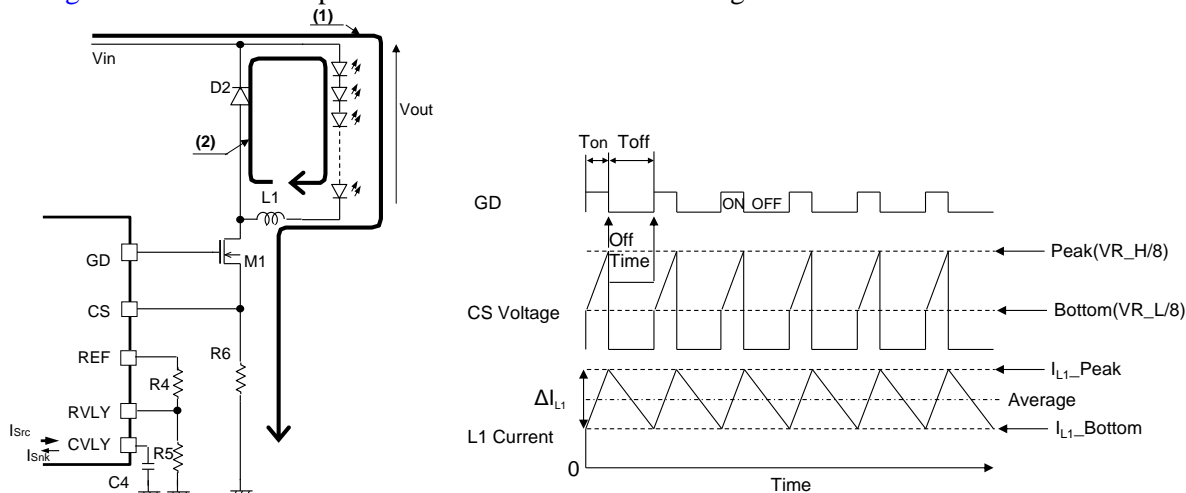 (1)
Vin
D2
Vout
(2)
L1
GD
M1
CS
R6
REF
R4
RVLY
ISrc
CVLY
ISnk
R5
C4
Ton Toff
GD
ON OFF
Off
Time
Peak(VR_H/8)
CS Voltage
Bottom(VR_L/8)
IL1_Peak
ΔIL1
Average
L1 Current
IL1_Bottom
0
Time